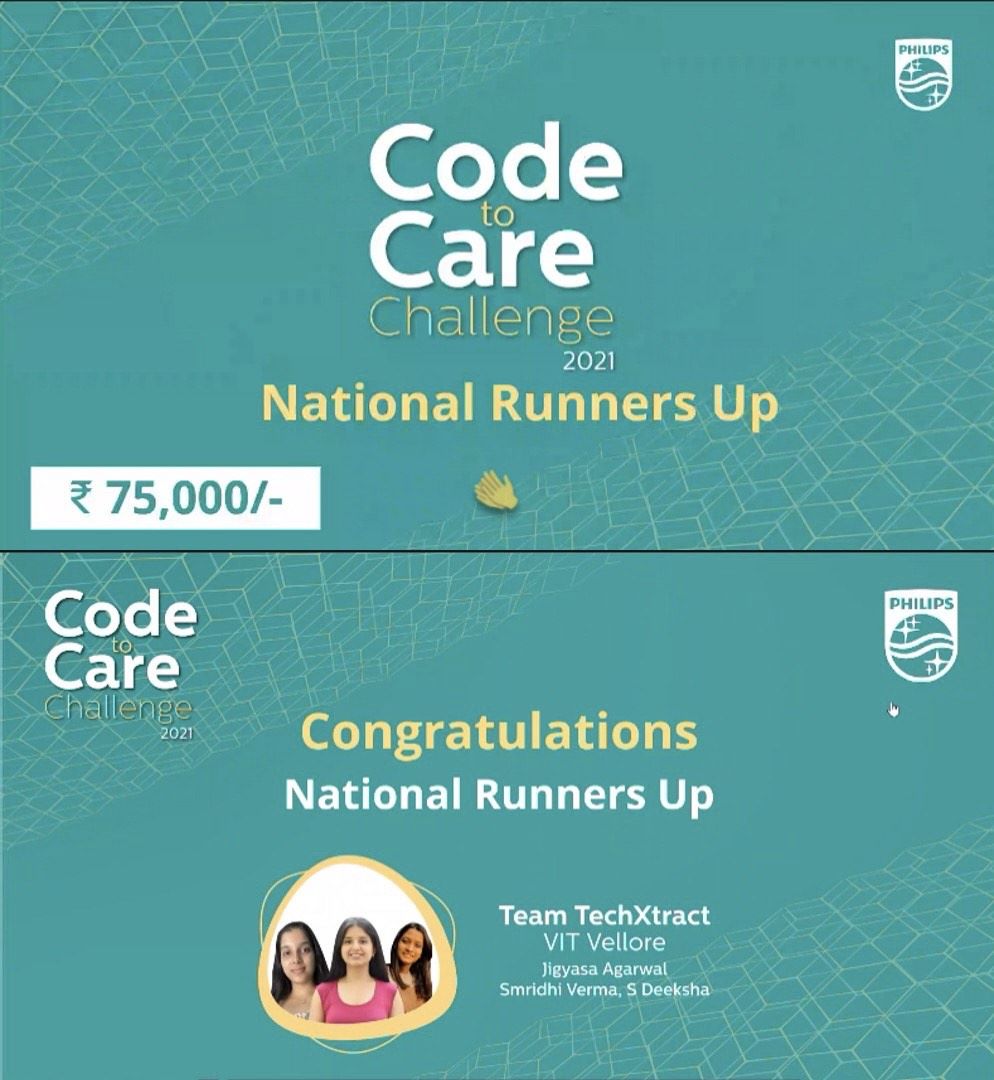 PHILIPS
Code
to
Care
Challenge
2021
National Runners Up
₹ 75,000/-
Code
to
Care
Challenge
2021
PHILIPS
Congratulations
National Runners Up
Team TechXtract
VIT Vellore
Jigyasa Agarwal
Smridhi Verma, S Deeksha